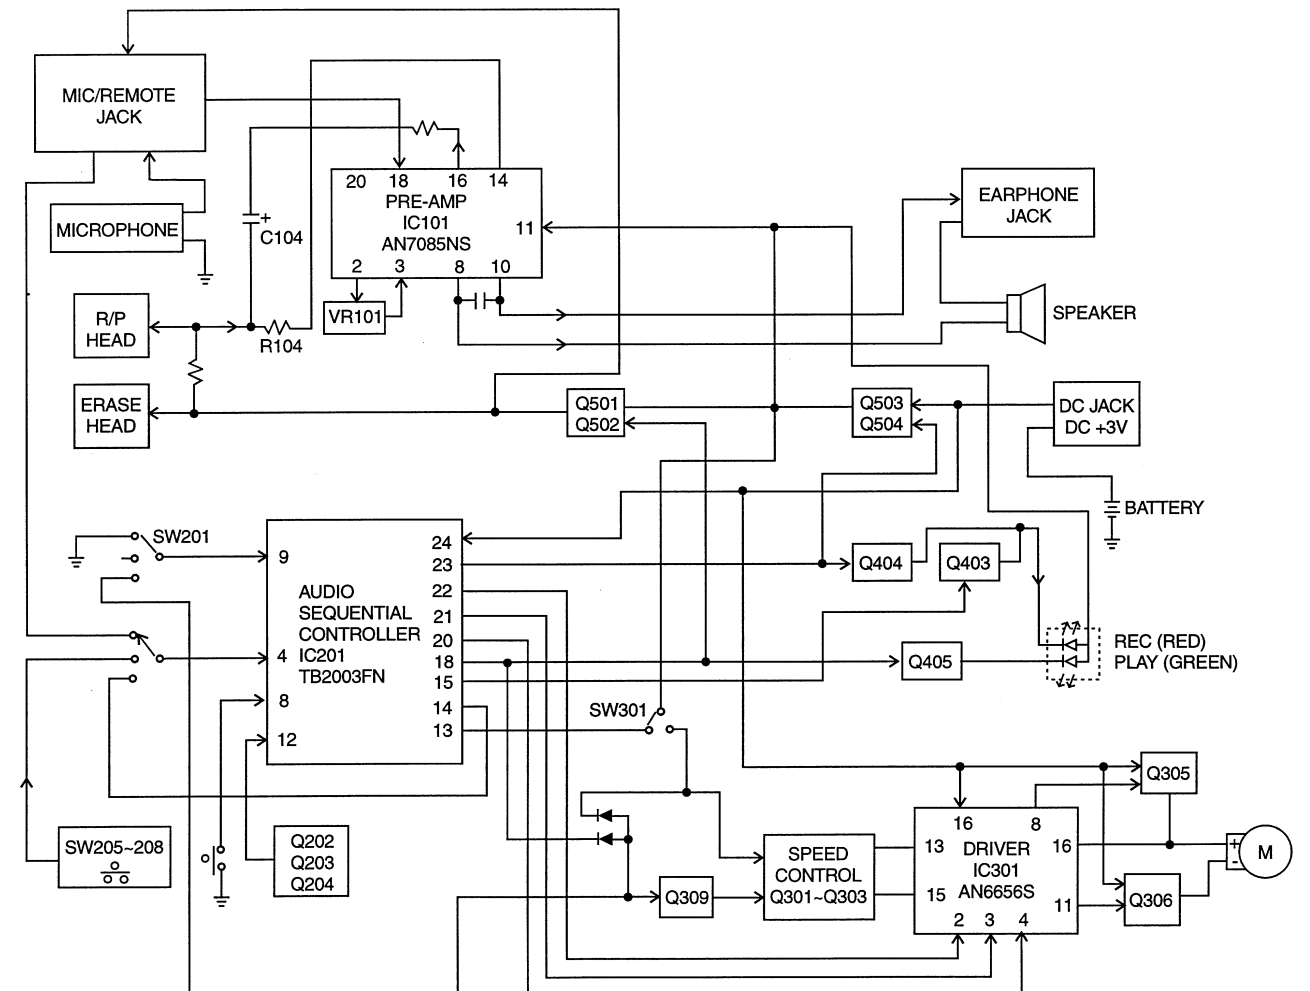 MIC/REMOTE
JACK
MICROPHONE
+
C104
R/P
HEAD
R104
ERASE
HEAD
20 18 16 14
PRE-AMP
IC101
AN7085NS
11
2 3 8 10
VR101
EARPHONE
JACK
SPEAKER
Q501
Q502
Q503
Q504
DC JACK
DC +3V
BATTERY
SW201
9
4
8
12
AUDIO
SEQUENTIAL
CONTROLLER
IC201
TB2003FN
24
23
22
21
20
18
15
14
13
Q404
Q403
Q405
REC (RED)
PLAY (GREEN)
SW301
SW205~208
Q202
Q203
Q204
Q309
SPEED
CONTROL
Q301~Q303
16 8
13 16
DRIVER
IC301
AN6656S
15 11
2 3 4
Q305
Q306
+
-
M